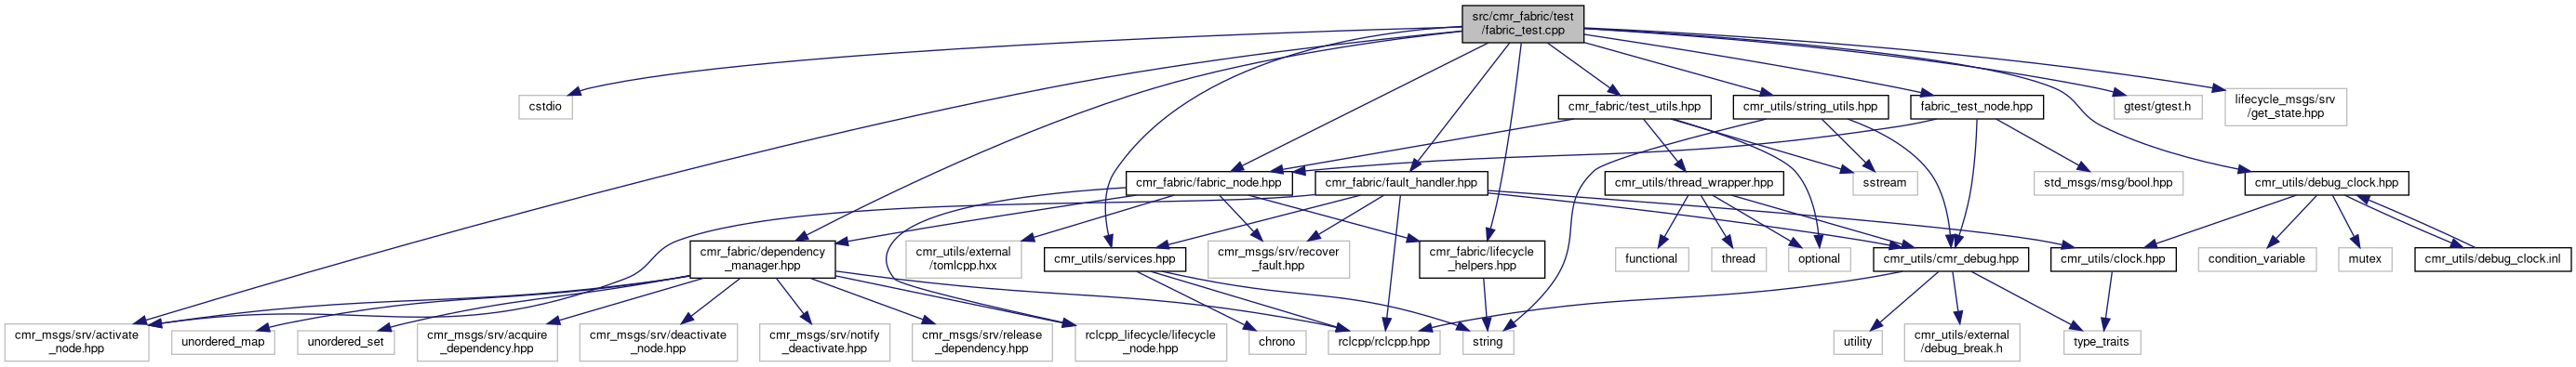 src/cmr_fabric/test
/fabric_test.cpp
cstdio
cmr_fabric/test_utils.hpp
cmr_utils/string_utils.hpp
fabric_test_node.hpp
gtest/gtest.h
lifecycle_msgs/srv
/get_state.hpp
cmr_fabric/fabric_node.hpp
cmr_fabric/fault_handler.hpp
cmr_utils/thread_wrapper.hpp
sstream
std_msgs/msg/bool.hpp
cmr_utils/debug_clock.hpp
cmr_fabric/dependency
_manager.hpp
cmr_utils/external
/tomlcpp.hxx
cmr_utils/services.hpp
cmr_msgs/srv/recover
_fault.hpp
cmr_fabric/lifecycle
_helpers.hpp
functional
thread
optional
cmr_utils/cmr_debug.hpp
cmr_utils/clock.hpp
condition_variable
mutex
cmr_utils/debug_clock.inl
cmr_msgs/srv/activate
_node.hpp
unordered_map
unordered_set
cmr_msgs/srv/acquire
_dependency.hpp
cmr_msgs/srv/deactivate
_node.hpp
cmr_msgs/srv/notify
_deactivate.hpp
cmr_msgs/srv/release
_dependency.hpp
rclcpp_lifecycle/lifecycle
_node.hpp
chrono
rclcpp/rclcpp.hpp
string
utility
cmr_utils/external
/debug_break.h
type_traits